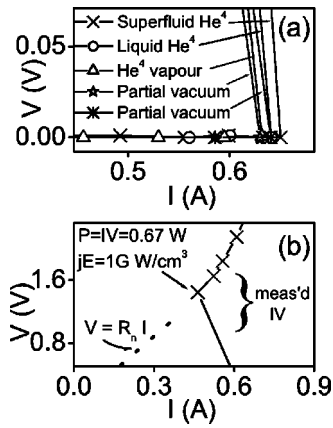 (a)
Superfluid He⁴
Liquid He⁴
He⁴ vapour
Partial vacuum
Partial vacuum
0.05
0.00
V (V)
0.5 0.6
I (A)
(b)
P=IV=0.67 W
jE=1G W/cm³
meas'd
IV
V = Rₙ I
1.6
0.8
V (V)
0.0 0.3 0.6 0.9
I (A)